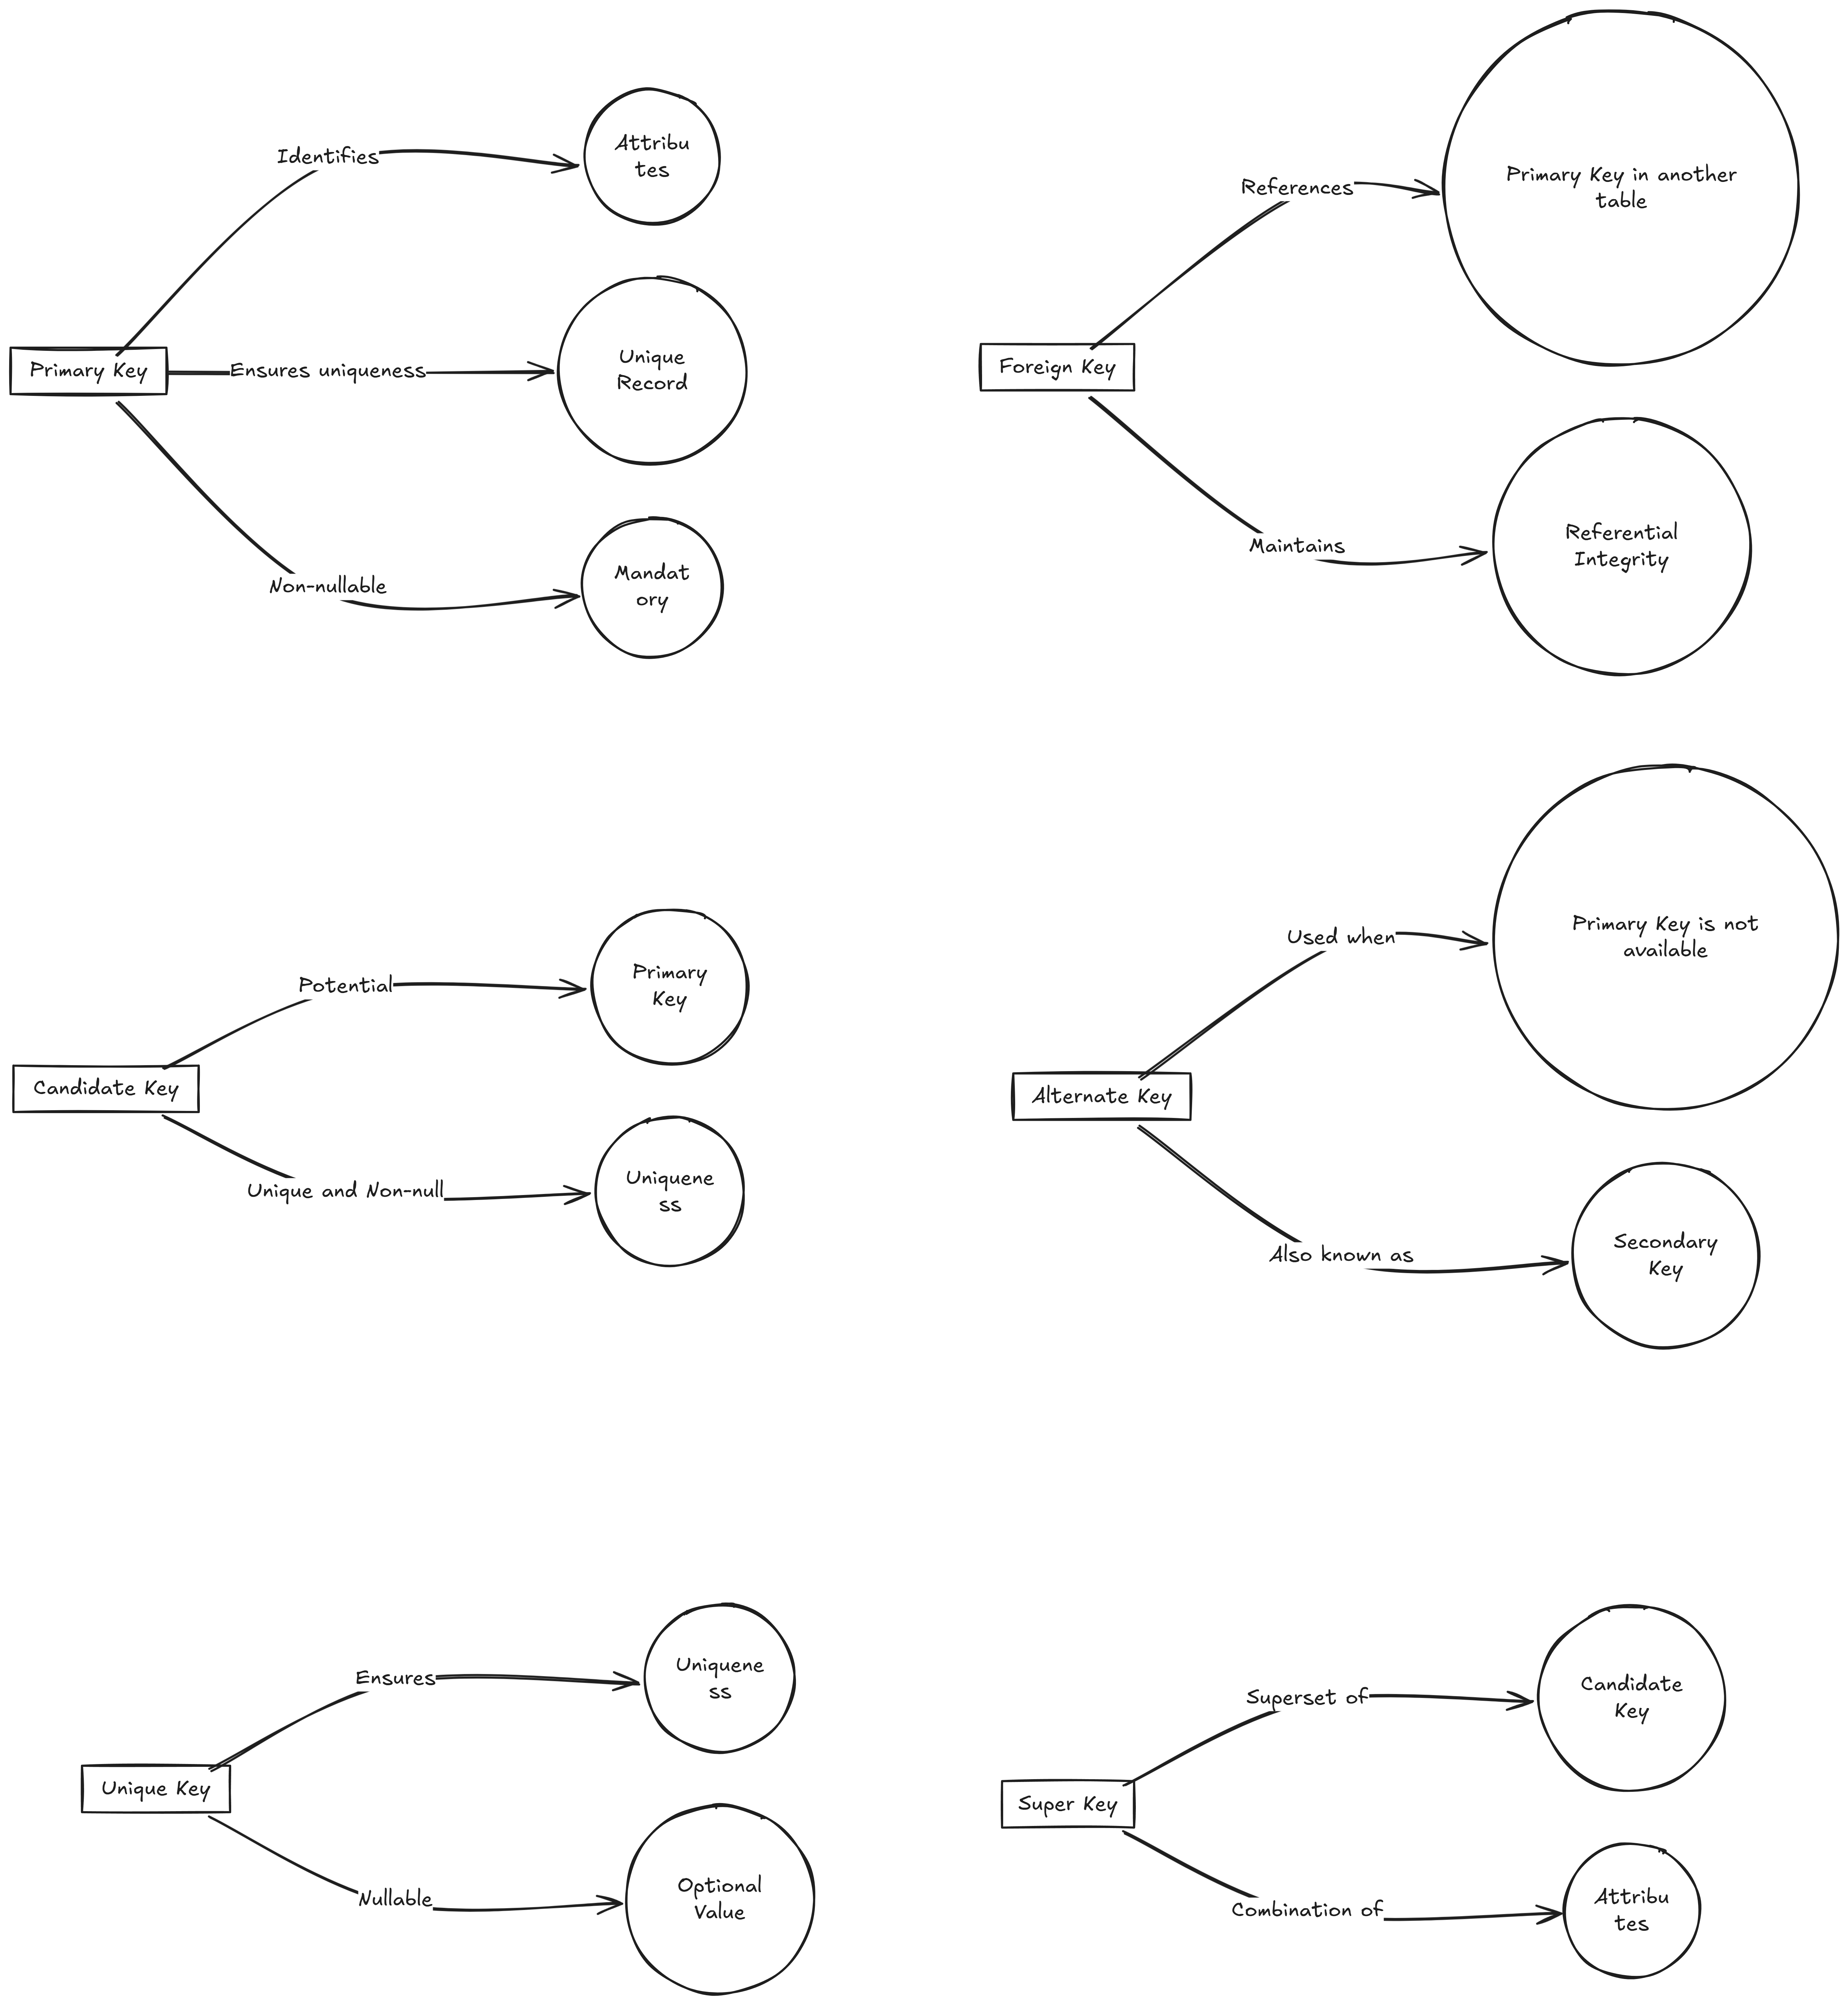 Identifies
Attribu
tes
Primary Key
Ensures uniqueness
Unique
Record
Non-nullable
Mandat
ory
References
Primary Key in another
table
Foreign Key
Maintains
Referential
Integrity
Potential
Primary
Key
Candidate Key
Unique and Non-null
Uniquene
ss
Used when
Primary Key is not
available
Alternate Key
Also known as
Secondary
Key
Ensures
Uniquene
ss
Unique Key
Nullable
Optional
Value
Superset of
Candidate
Key
Super Key
Combination of
Attribu
tes